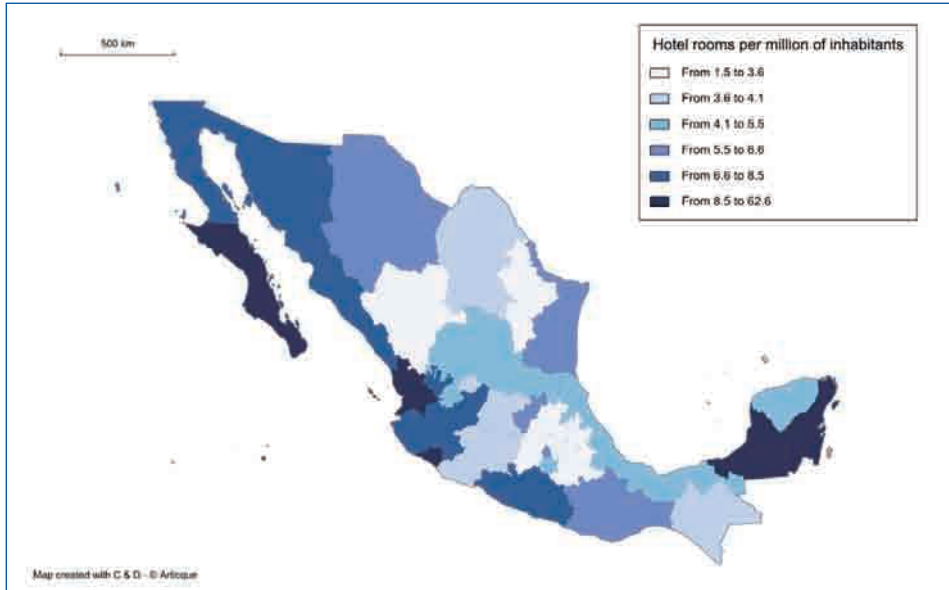 500 km
Hotel rooms per million of inhabitants
From 1.5 to 3.6
From 3.6 to 4.1
From 4.1 to 5.5
From 5.5 to 6.6
From 6.6 to 8.5
From 8.5 to 62.6
Map created with C & D - © Articque